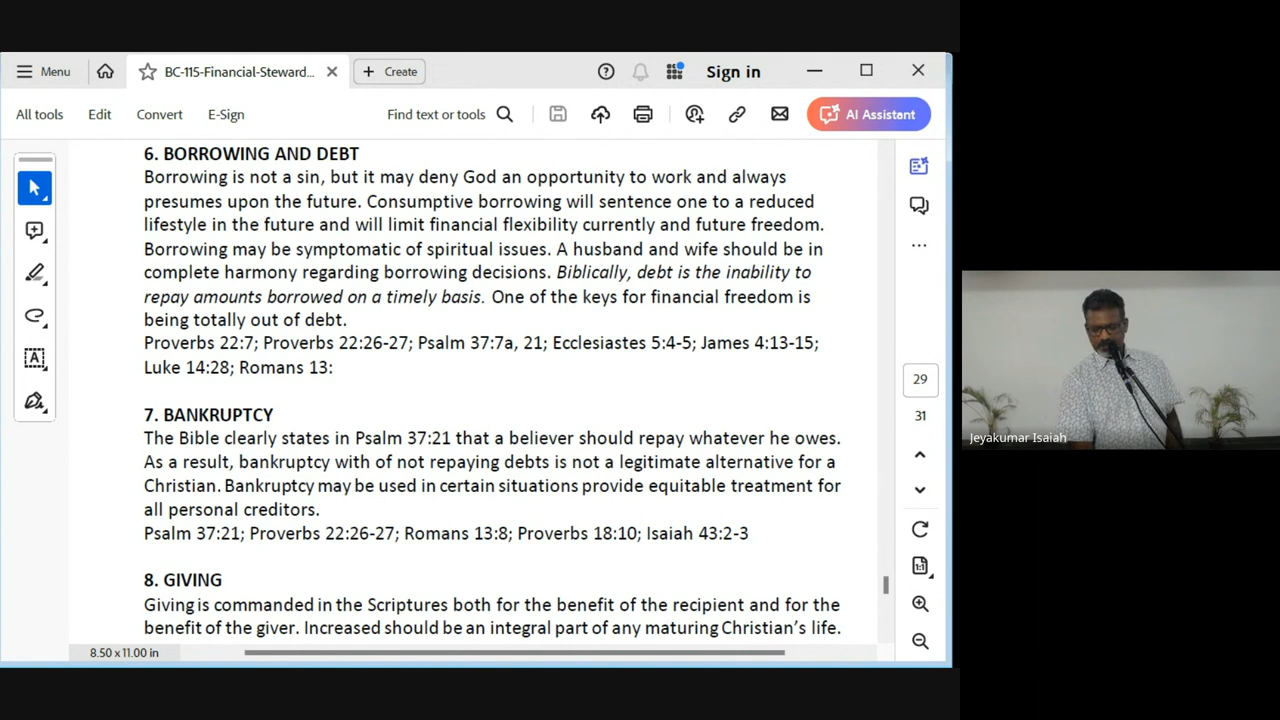 Menu
BC-115-Financial-Steward...
Create
Sign in
All tools
Edit
Convert
E-Sign
Find text or tools
AI Assistant
6. BORROWING AND DEBT
Borrowing is not a sin, but it may deny God an opportunity to work and always
presumes upon the future. Consumptive borrowing will sentence one to a reduced
lifestyle in the future and will limit financial flexibility currently and future freedom.
Borrowing may be symptomatic of spiritual issues. A husband and wife should be in
complete harmony regarding borrowing decisions. Biblically, debt is the inability to
repay amounts borrowed on a timely basis. One of the keys for financial freedom is
being totally out of debt.
Proverbs 22:7; Proverbs 22:26-27; Psalm 37:7a, 21; Ecclesiastes 5:4-5; James 4:13-15;
Luke 14:28; Romans 13:
7. BANKRUPTCY
The Bible clearly states in Psalm 37:21 that a believer should repay whatever he owes.
As a result, bankruptcy with of not repaying debts is not a legitimate alternative for a
Christian. Bankruptcy may be used in certain situations provide equitable treatment for
all personal creditors.
Psalm 37:21; Proverbs 22:26-27; Romans 13:8; Proverbs 18:10; Isaiah 43:2-3
8. GIVING
Giving is commanded in the Scriptures both for the benefit of the recipient and for the
benefit of the giver. Increased should be an integral part of any maturing Christian's life.
8.50 x 11.00 in
29
31
1:1
Jeyakumar Isaiah